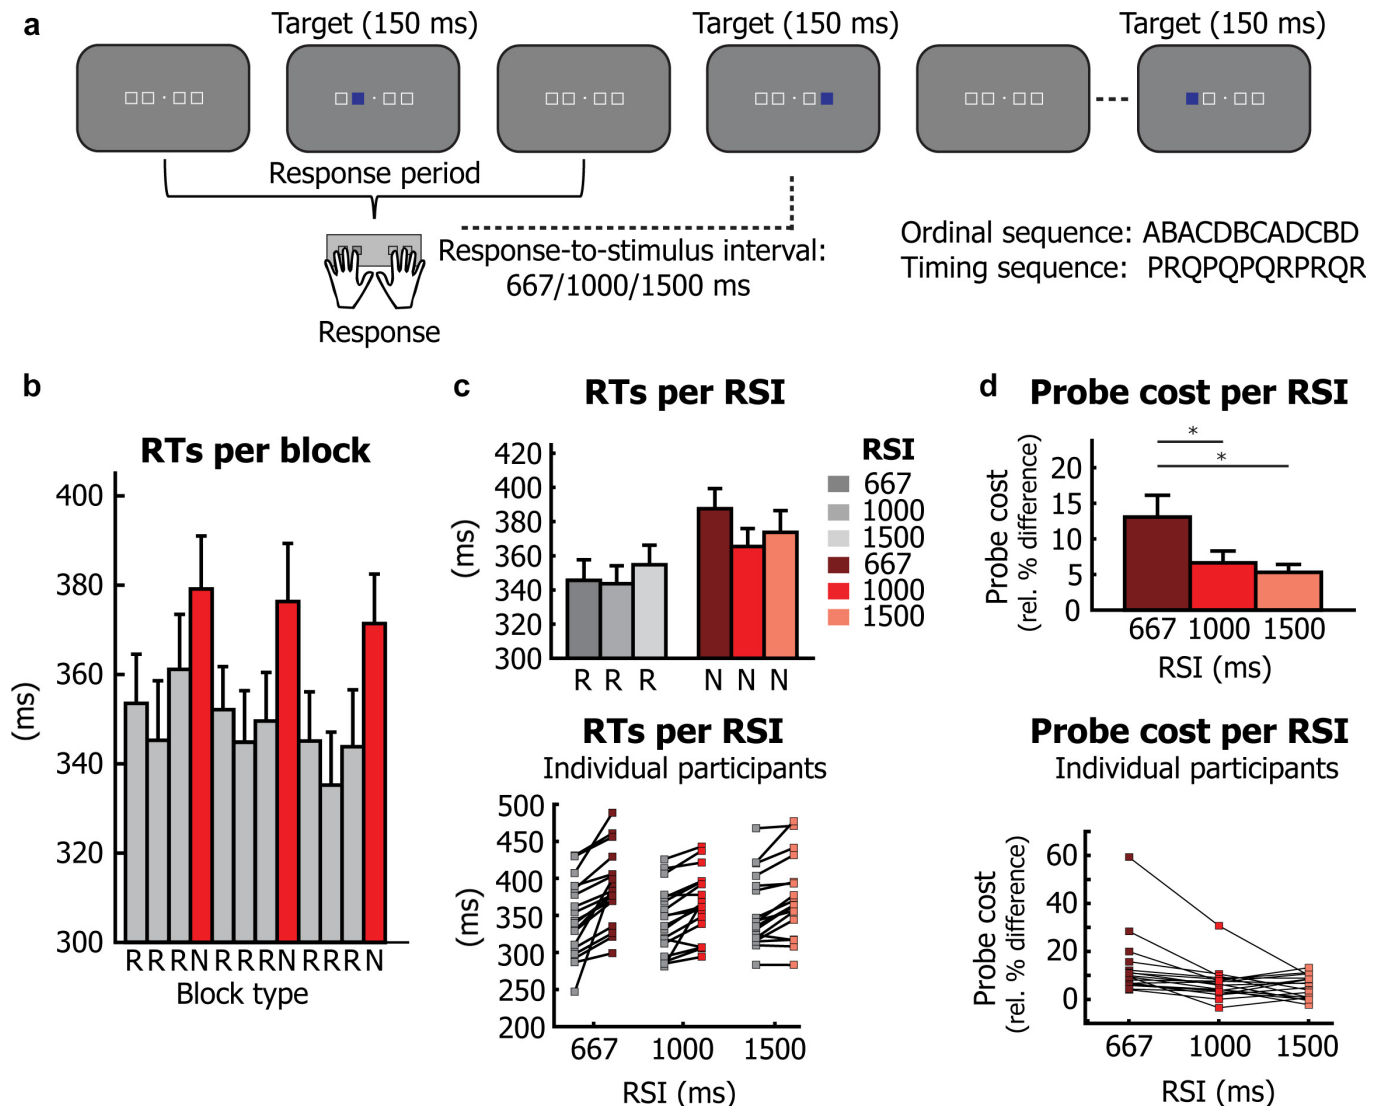 a
Target (150 ms)
Target (150 ms)
Target (150 ms)
Response period
Response-to-stimulus interval:
667/1000/1500 ms
Response
Ordinal sequence: ABACDBCADCBD
Timing sequence: PRQPQPQRPRQR
b
RTs per block
400
380
360
340
320
300
(ms)
R R R N R R R N R R R N
Block type
c
RTs per RSI
420
400
380
360
340
320
300
(ms)
R R R N N N
RSI
667
1000
1500
667
1000
1500
RTs per RSI
Individual participants
500
450
400
350
300
250
200
(ms)
667 1000 1500
RSI (ms)
d
Probe cost per RSI
*
*
20
15
10
5
0
Probe cost
(rel. % difference)
667 1000 1500
RSI (ms)
Probe cost per RSI
Individual participants
60
40
20
0
Probe cost
(rel. % difference)
667 1000 1500
RSI (ms)